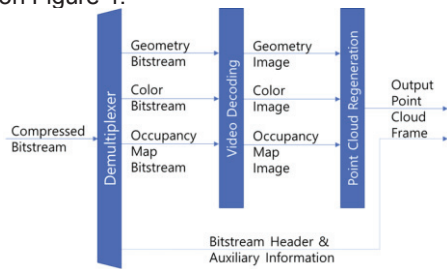 on Figure 4.
Geometry
Bitstream
Color
Bitstream
Occupancy
Map
Bitstream
Geometry
Image
Color
Image
Occupancy
Map
Image
Compressed
Bitstream
Demultiplexer
Video Decoding
Point Cloud Regeneration
Output
Point
Cloud
Frame
Bitstream Header &
Auxiliary Information